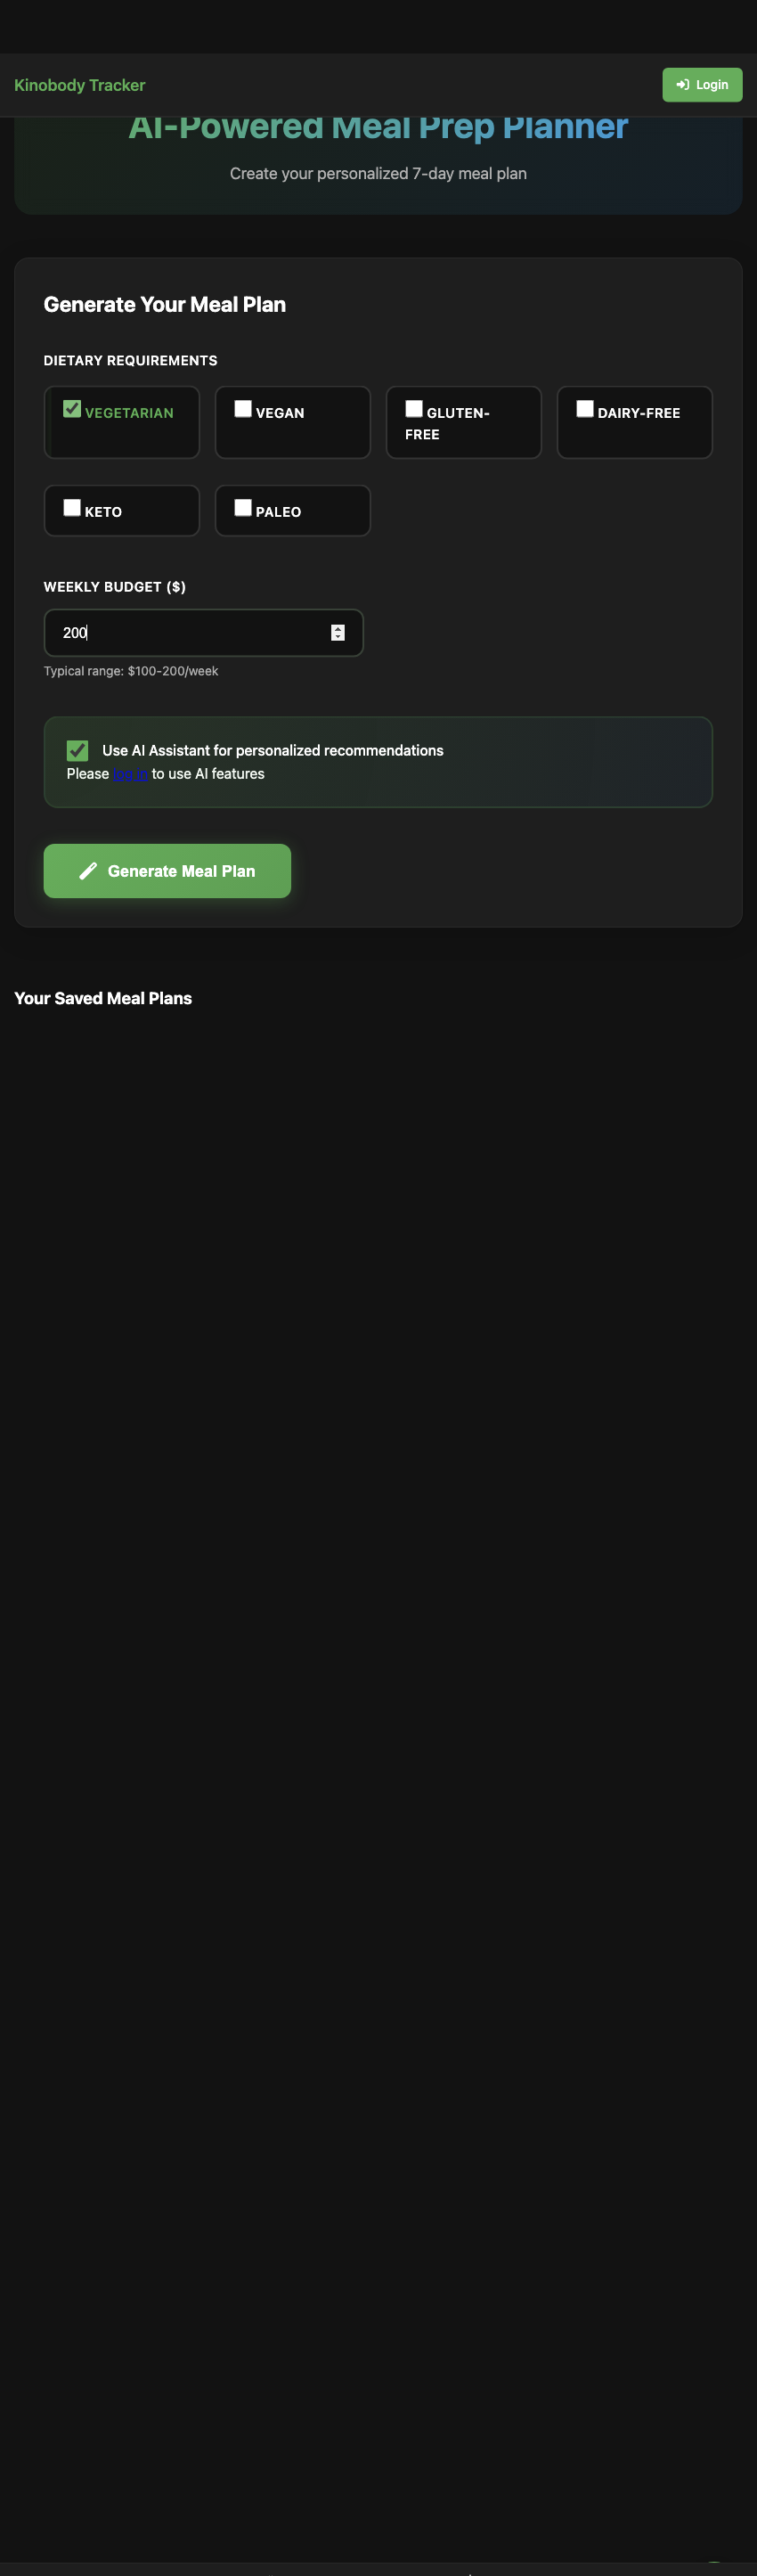 Kinobody Tracker
Login
AI-Powered Meal Prep Planner
Create your personalized 7-day meal plan
Generate Your Meal Plan
DIETARY REQUIREMENTS
VEGETARIAN
VEGAN
GLUTEN-
FREE
DAIRY-FREE
KETO
PALEO
WEEKLY BUDGET ($)
200
Typical range: $100-200/week
Use AI Assistant for personalized recommendations
Please log in to use AI features
Generate Meal Plan
Your Saved Meal Plans